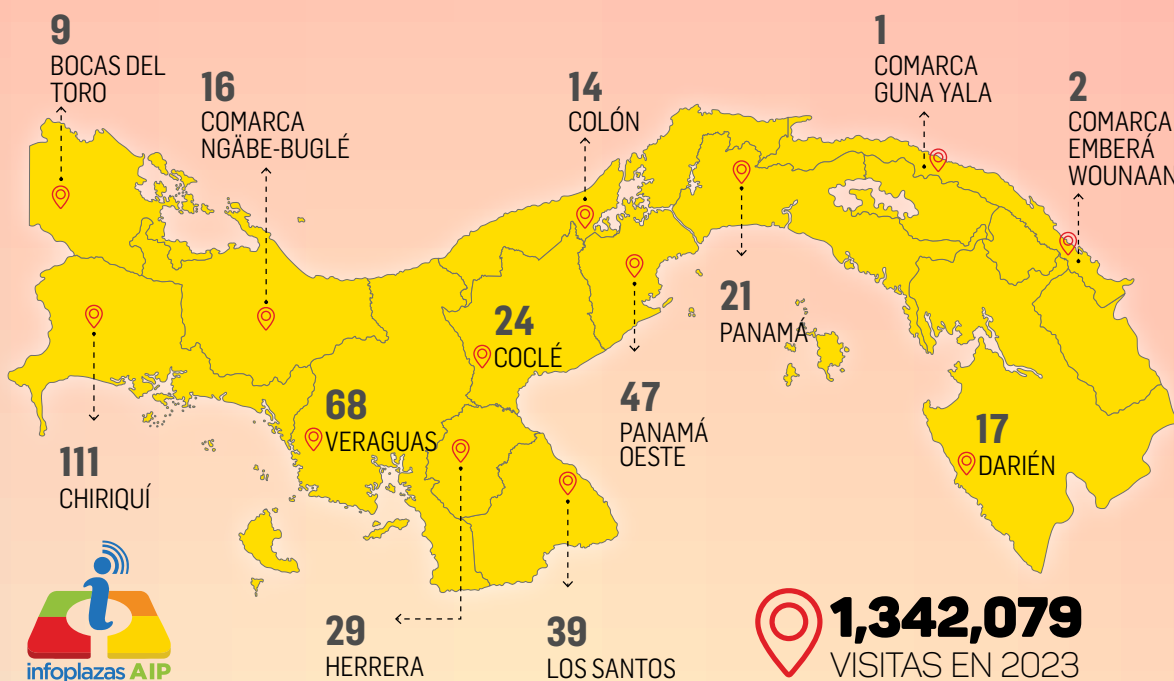 9
BOCAS DEL
TORO
16
COMARCA
NGÄBE-BUGLÉ
14
COLÓN
1
COMARCA
GUNA YALA
2
COMARCA
EMBERÁ
WOUNAAN
21
PANAMÁ
24
COCLÉ
47
PANAMÁ
OESTE
68
VERAGUAS
17
DARIÉN
111
CHIRIQUÍ
29
HERRERA
39
LOS SANTOS
infoplazas AIP
1,342,079
VISITAS EN 2023